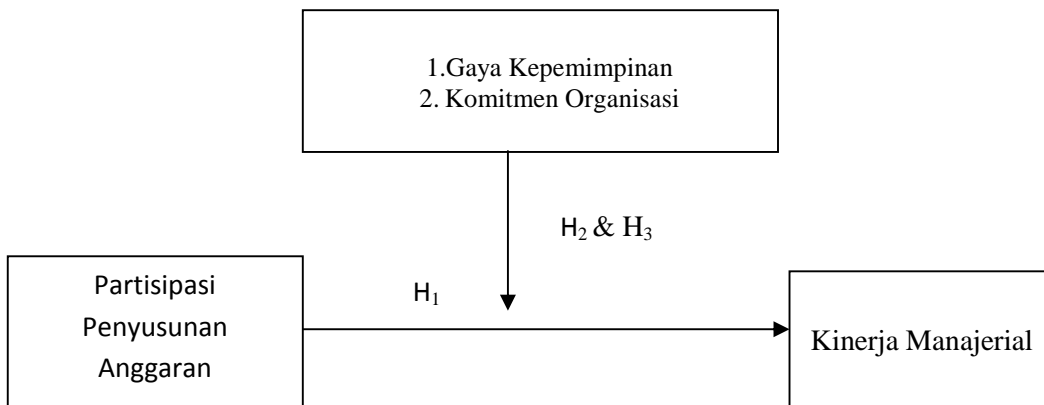 1.Gaya Kepemimpinan
2. Komitmen Organisasi
H₂ & H₃
Partisipasi
Penyusunan
Anggaran
H₁
Kinerja Manajerial